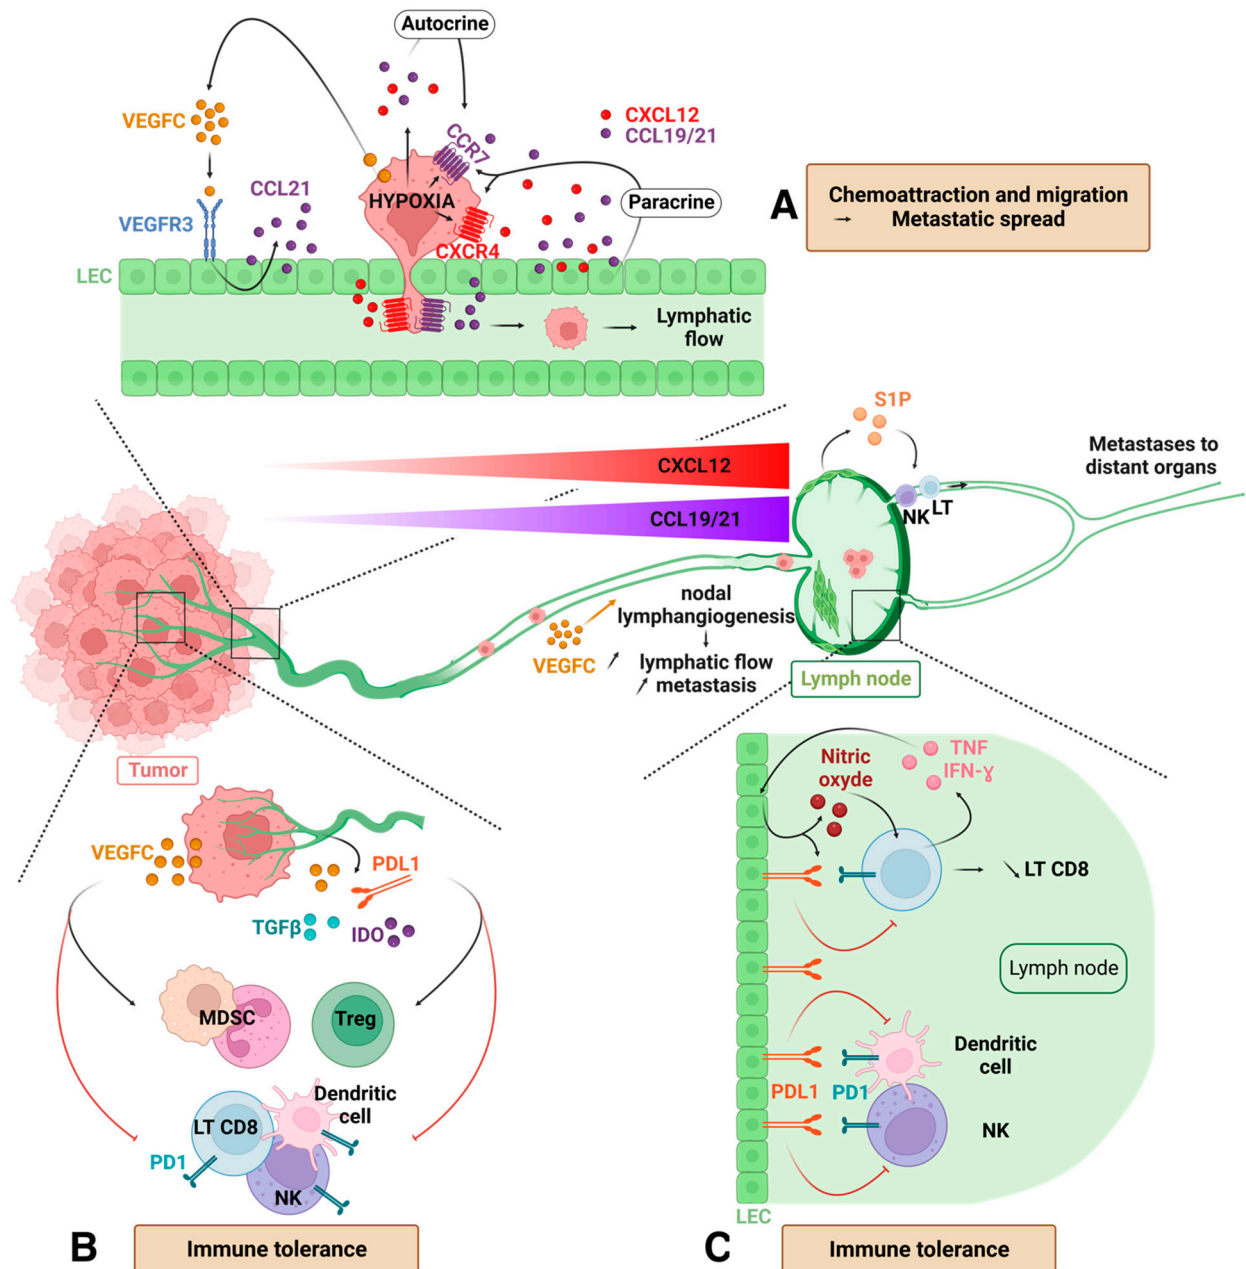 Autocrine
VEGFC
CXCL12
CCL19/21
CCR7
CCL21
HYPOXIA
VEGFR3
Paracrine
CXCR4
LEC
A
Chemoattraction and migration
Metastatic spread
Lymphatic
flow
S1P
CXCL12
Metastases to
distant organs
NK
LT
CCL19/21
nodal
lymphangiogenesis
VEGFC
lymphatic flow
metastasis
Lymph node
Tumor
VEGFC
PDL1
TGFβ
IDO
MDSC
Treg
Dendritic
cell
LT CD8
PD1
NK
B
Immune tolerance
Nitric
oxyde
TNF
IFN-γ
LT CD8
Lymph node
Dendritic
cell
PDL1
PD1
NK
LEC
C
Immune tolerance